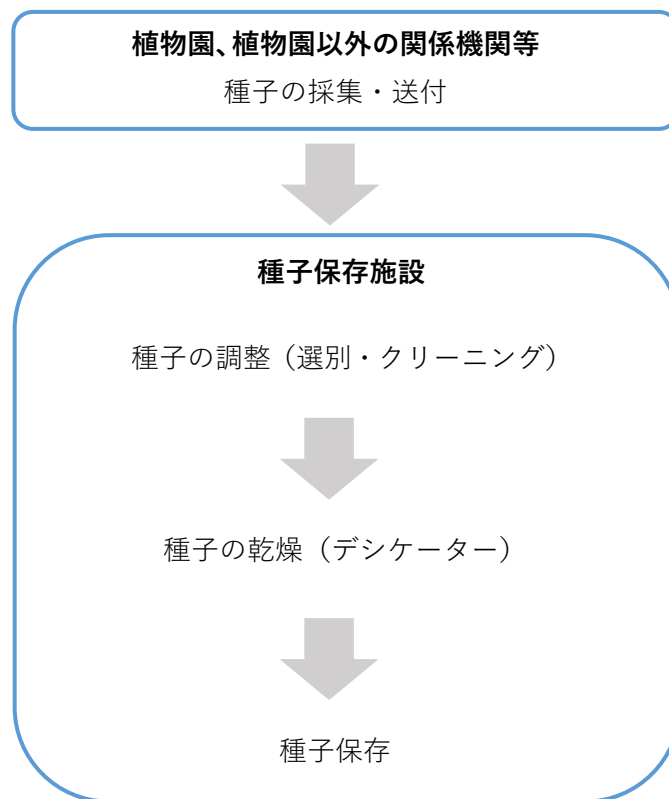 植物園、植物園以外の関係機関等
種子の採集・送付
種子保存施設
種子の調整（選別・クリーニング）
種子の乾燥（デシケーター）
種子保存